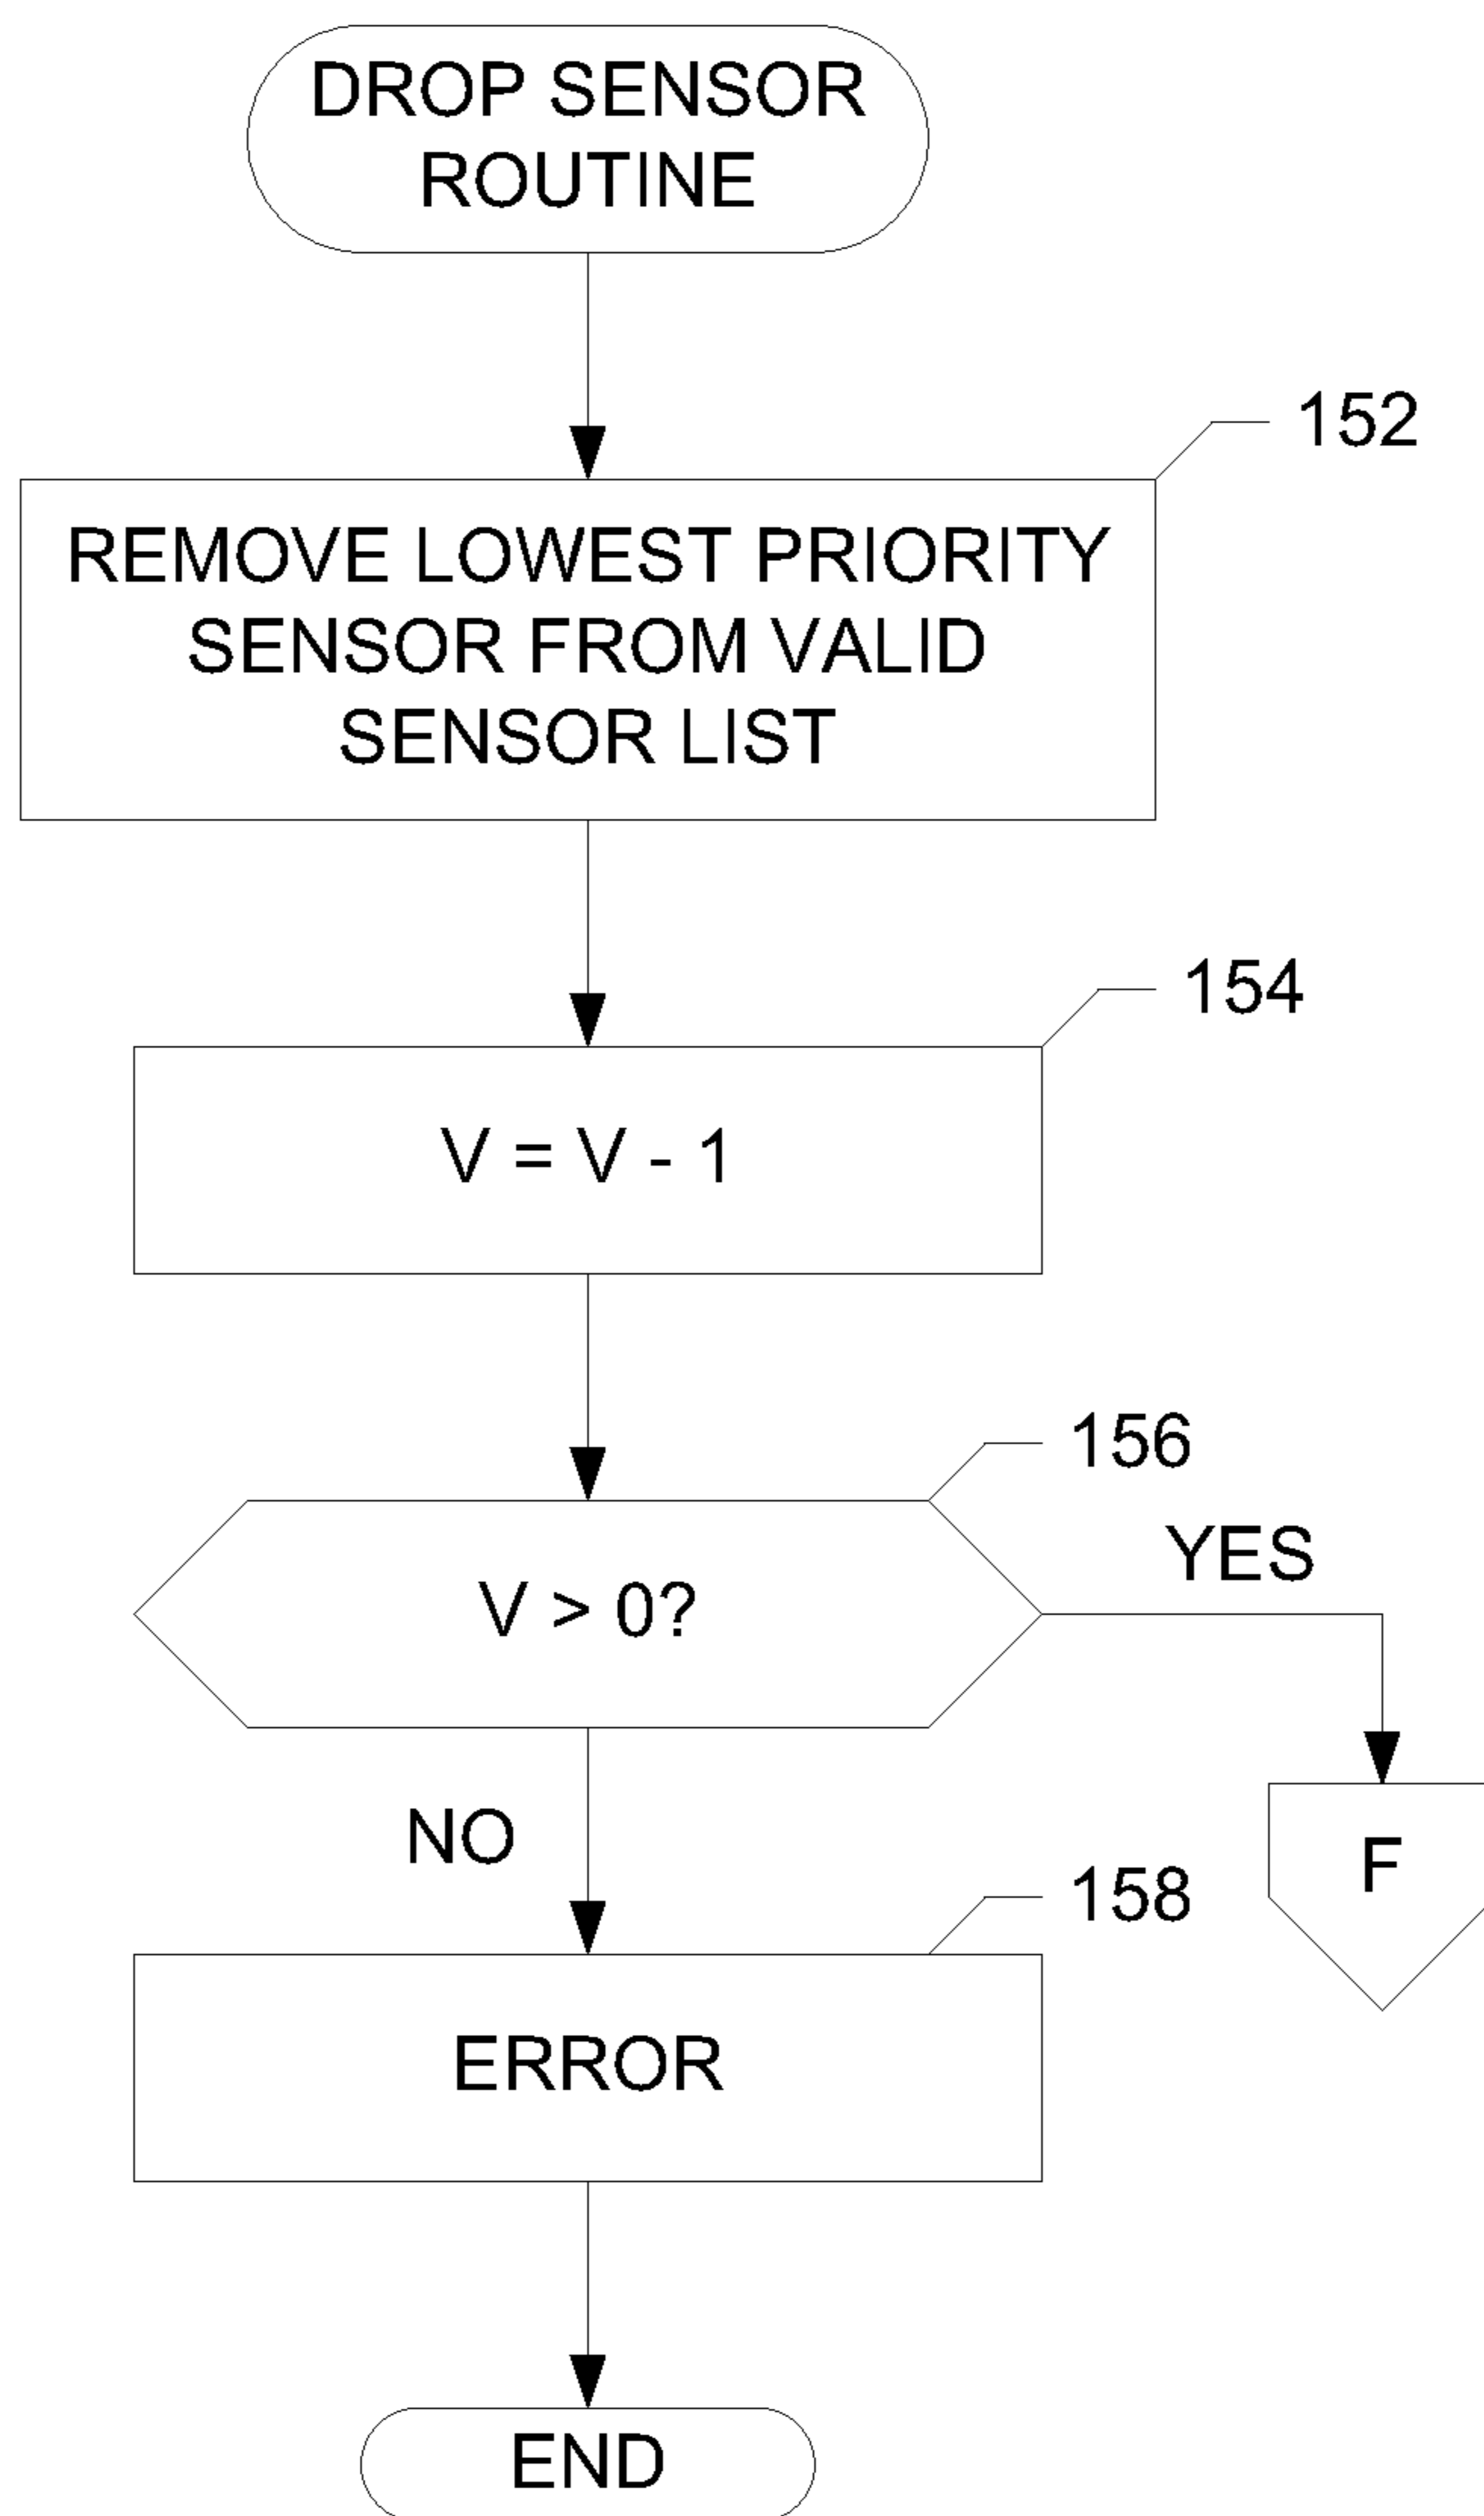 DROP SENSOR
ROUTINE
152
REMOVE LOWEST PRIORITY
SENSOR FROM VALID
SENSOR LIST
154
V = V - 1
156
YES
V > 0?
NO
F
158
ERROR
END